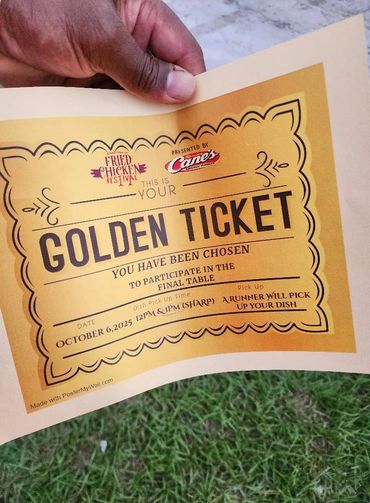 FRIED
CHICKEN
FESTIVAL
PRESENTED BY
Cane's
THIS IS
YOUR
GOLDEN TICKET
YOU HAVE BEEN CHOSEN
TO PARTICIPATE IN THE
FINAL TABLE
DATE
OCTOBER 6, 2025
Dish Pick Up Time
12PM & 1PM (SHARP)
Pick Up
A RUNNER WILL PICK
UP YOUR DISH
Made with PosterMyWall.com